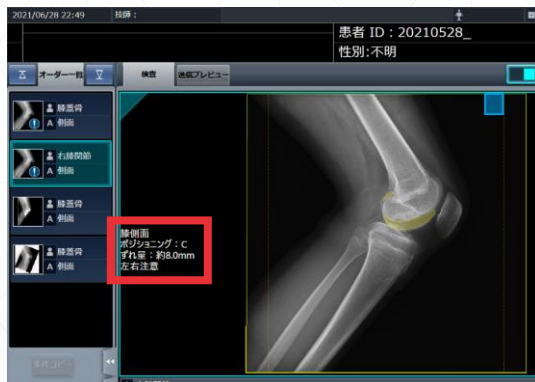 2021/06/28 22:49
技師：
患者 ID：20210528_
性別:不明
オーダー一覧
検査
送信プレビュー
膝蓋骨
A 側面
右膝関節
A 側面
膝蓋骨
A 側面
膝蓋骨
A 側面
膝側面
ポジショニング：C
ずれ量：約8.0mm
左右注意